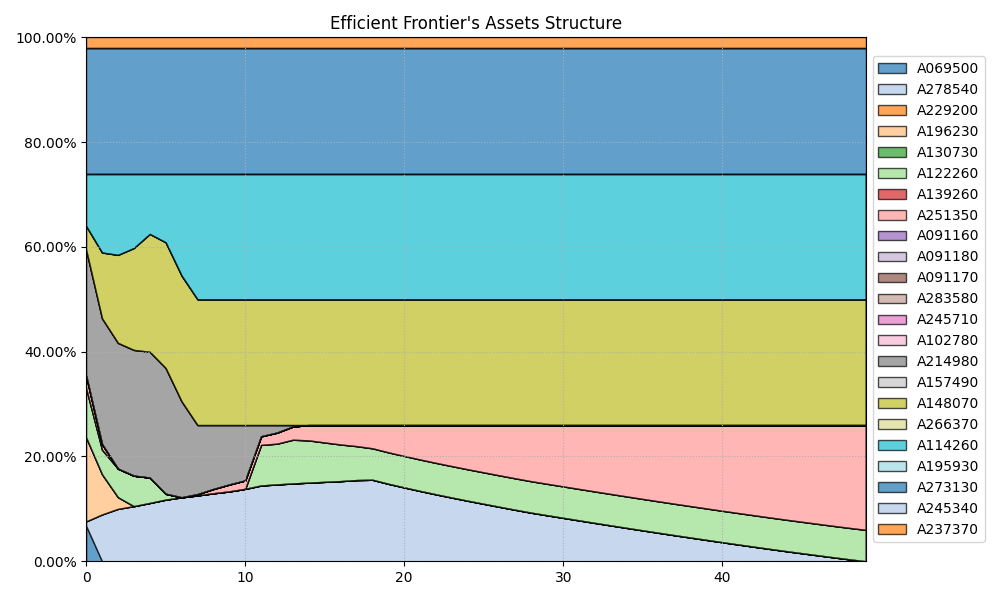 Efficient Frontier's Assets Structure
100.00%
80.00%
60.00%
40.00%
20.00%
0.00%
0
10
20
30
40
A069500
A278540
A229200
A196230
A130730
A122260
A139260
A251350
A091160
A091180
A091170
A283580
A245710
A102780
A214980
A157490
A148070
A266370
A114260
A195930
A273130
A245340
A237370